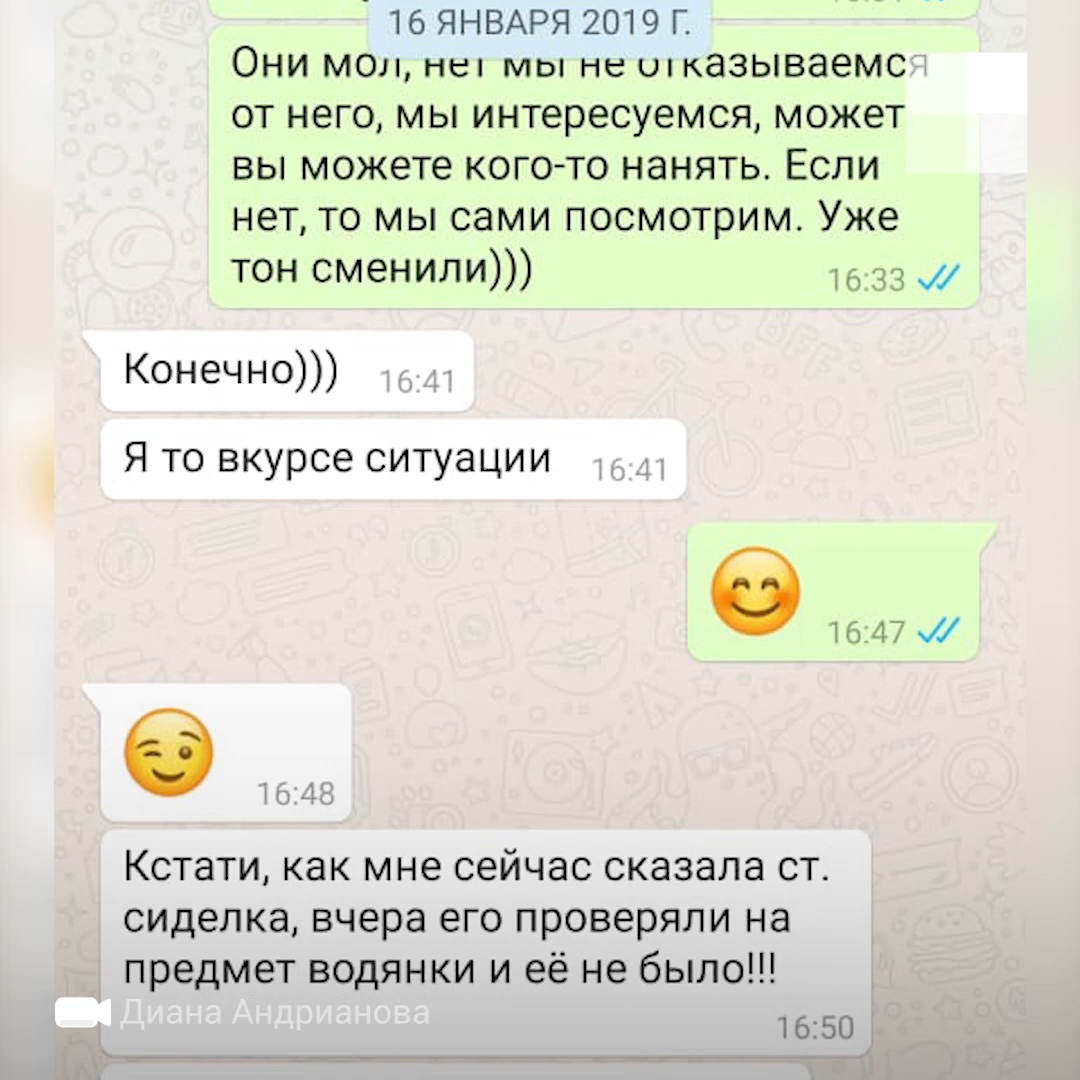 16 ЯНВАРЯ 2019 Г.
Они мол, нет мы не отказываемся
от него, мы интересуемся, может
вы можете кого-то нанять. Если
нет, то мы сами посмотрим. Уже
тон сменили)))
16:33
Конечно))) 16:41
Я то вкурсе ситуации 16:41
16:47
16:48
Кстати, как мне сейчас сказала ст.
сиделка, вчера его проверяли на
предмет водянки и её не было!!!
Диана Андрианова
16:50